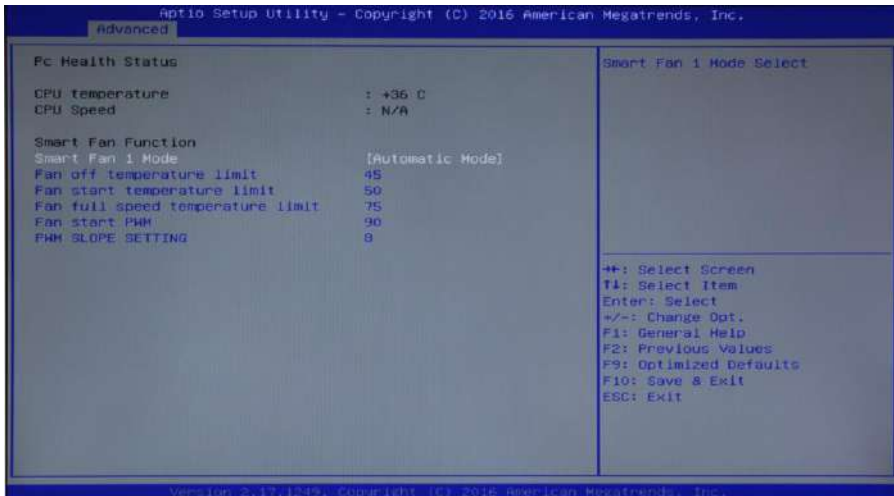 Aptio Setup Utility – Copyright (C) 2016 American Megatrends, Inc.
Advanced
Pc Health Status
CPU temperature : +36 C
CPU Speed : N/A
Smart Fan Function
Smart Fan 1 Mode [Automatic Mode]
Fan off temperature limit 45
Fan start temperature limit 50
Fan full speed temperature limit 75
Fan start PWM 90
PWM SLOPE SETTING 8
Smart Fan 1 Mode Select
→←: Select Screen
↑↓: Select Item
Enter: Select
+/-: Change Opt.
F1: General Help
F2: Previous Values
F9: Optimized Defaults
F10: Save & Exit
ESC: Exit
Version 2.17.1249. Copyright (C) 2016 American Megatrends, Inc.